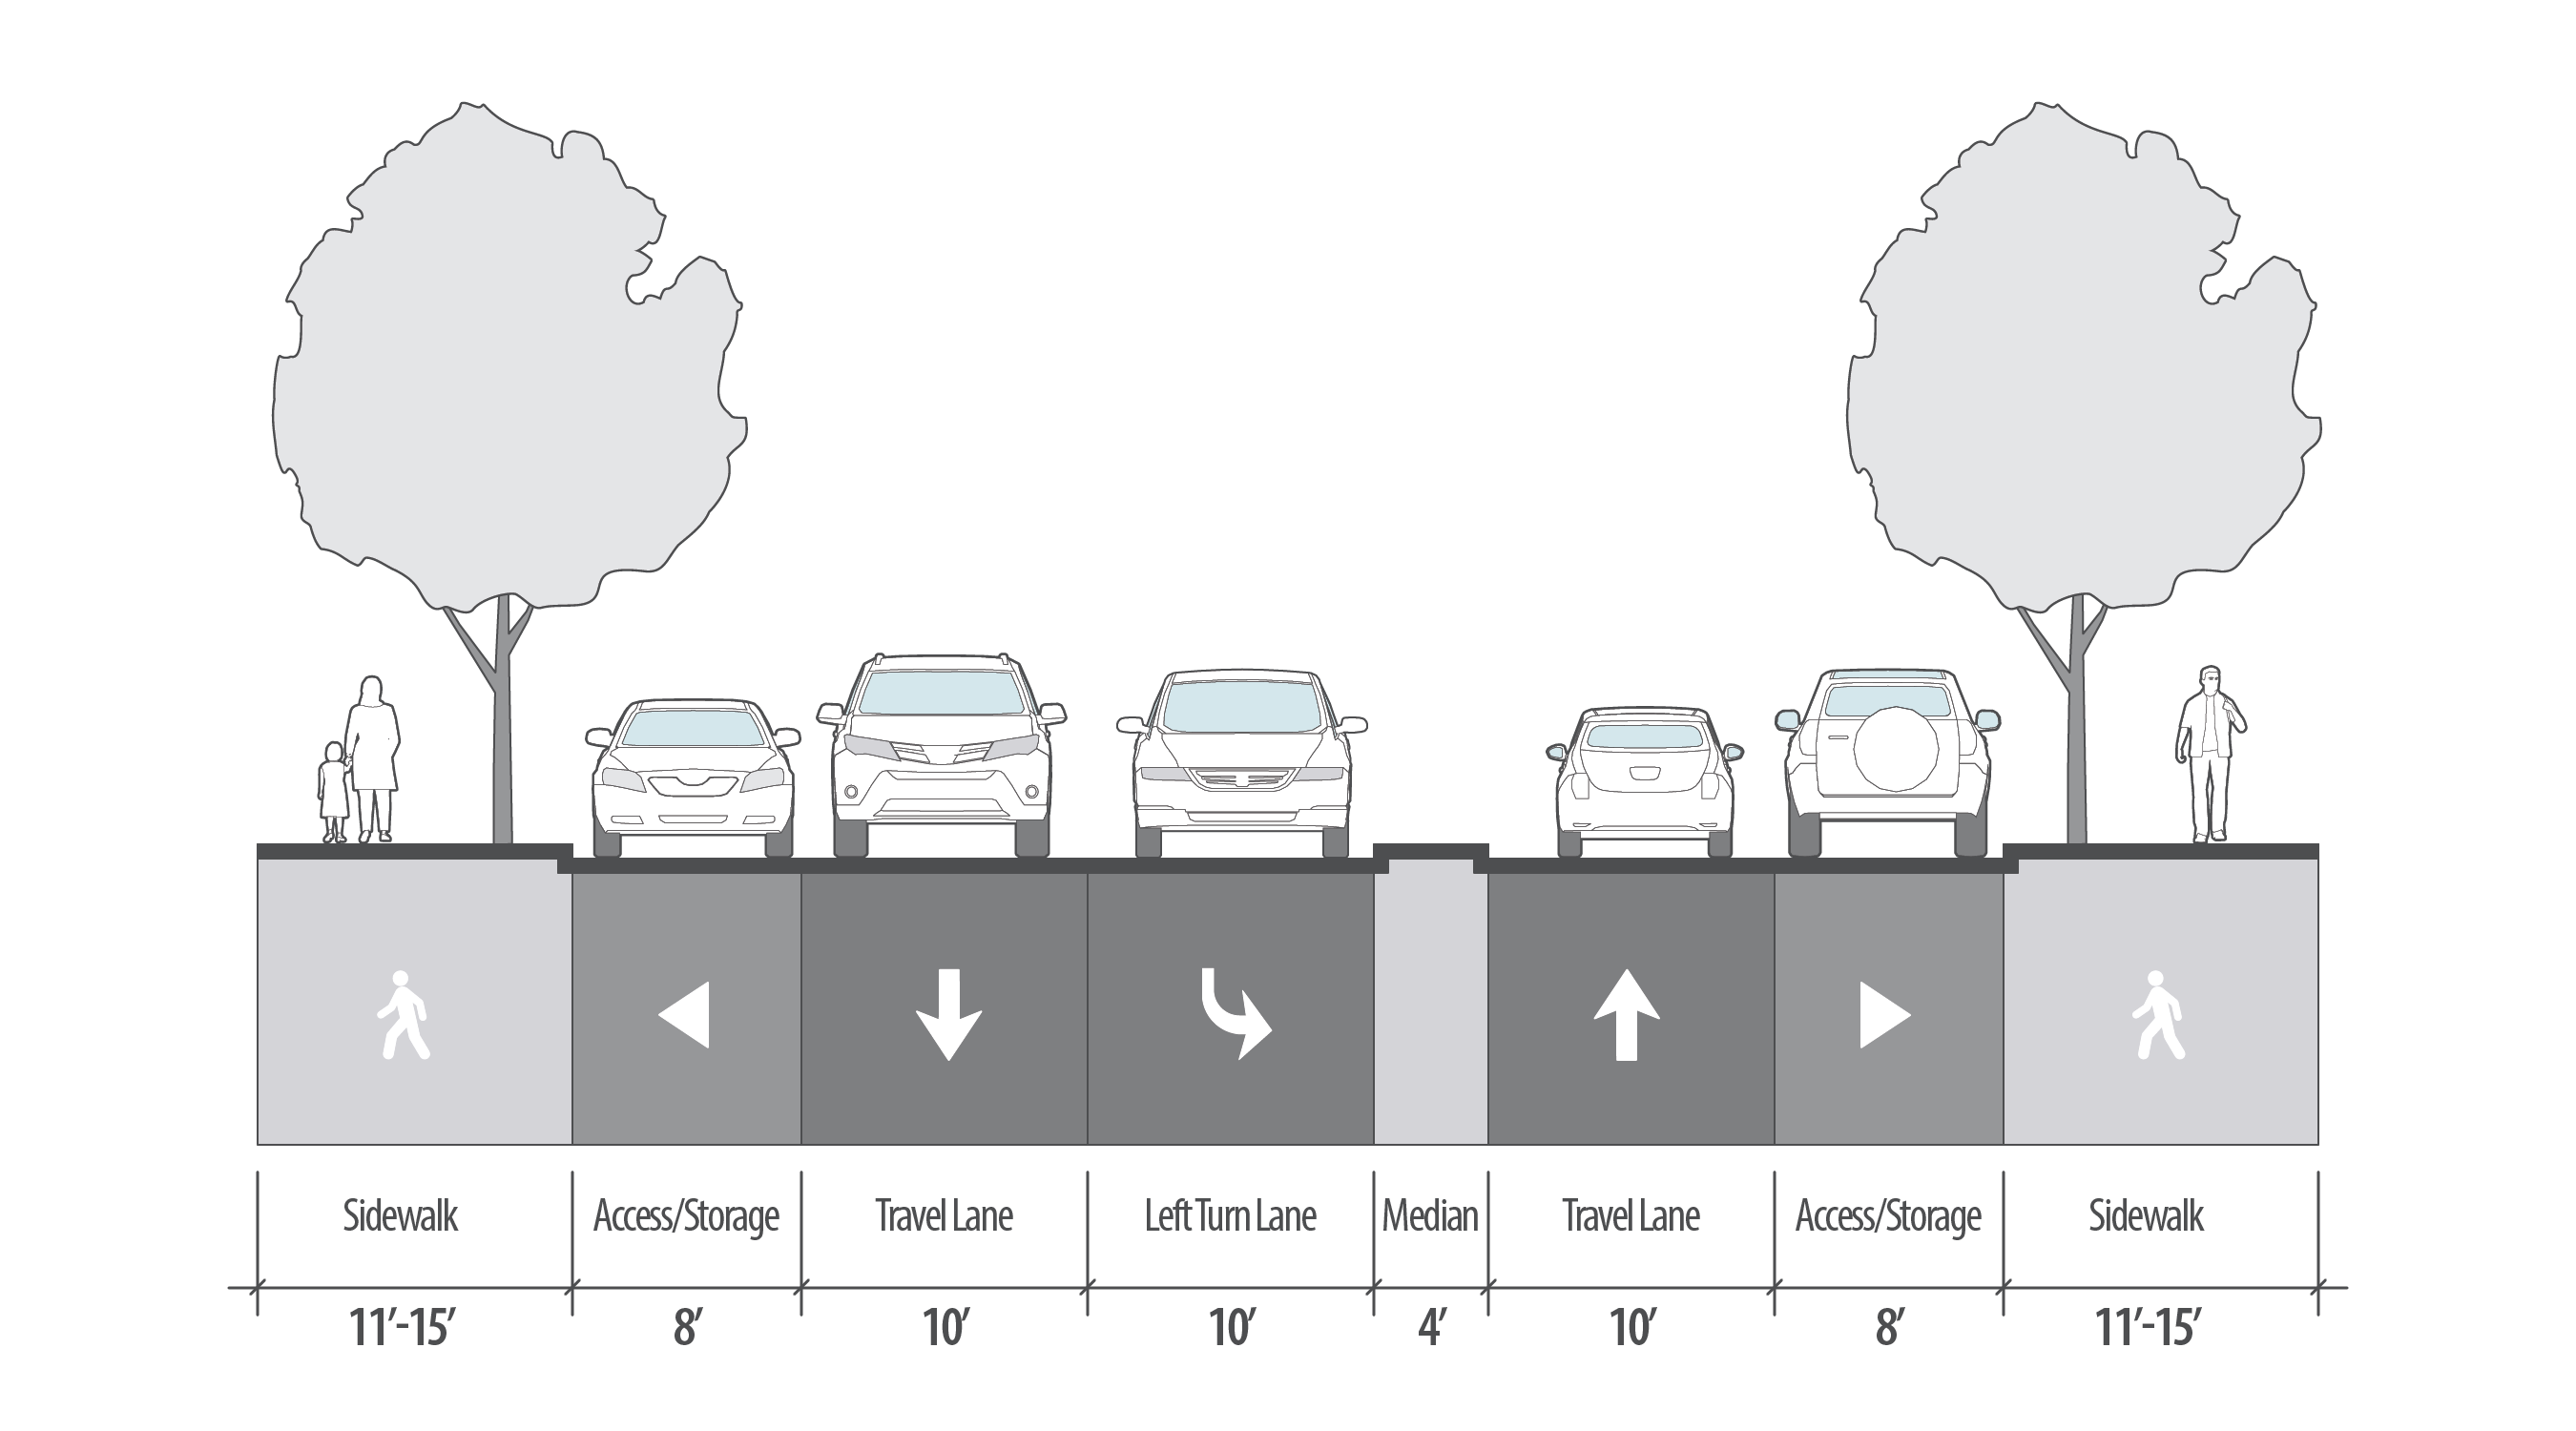 Sidewalk
Access/Storage
Travel Lane
Left Turn Lane
Median
Travel Lane
Access/Storage
Sidewalk
11′-15′
8′
10′
10′
4′
10′
8′
11′-15′